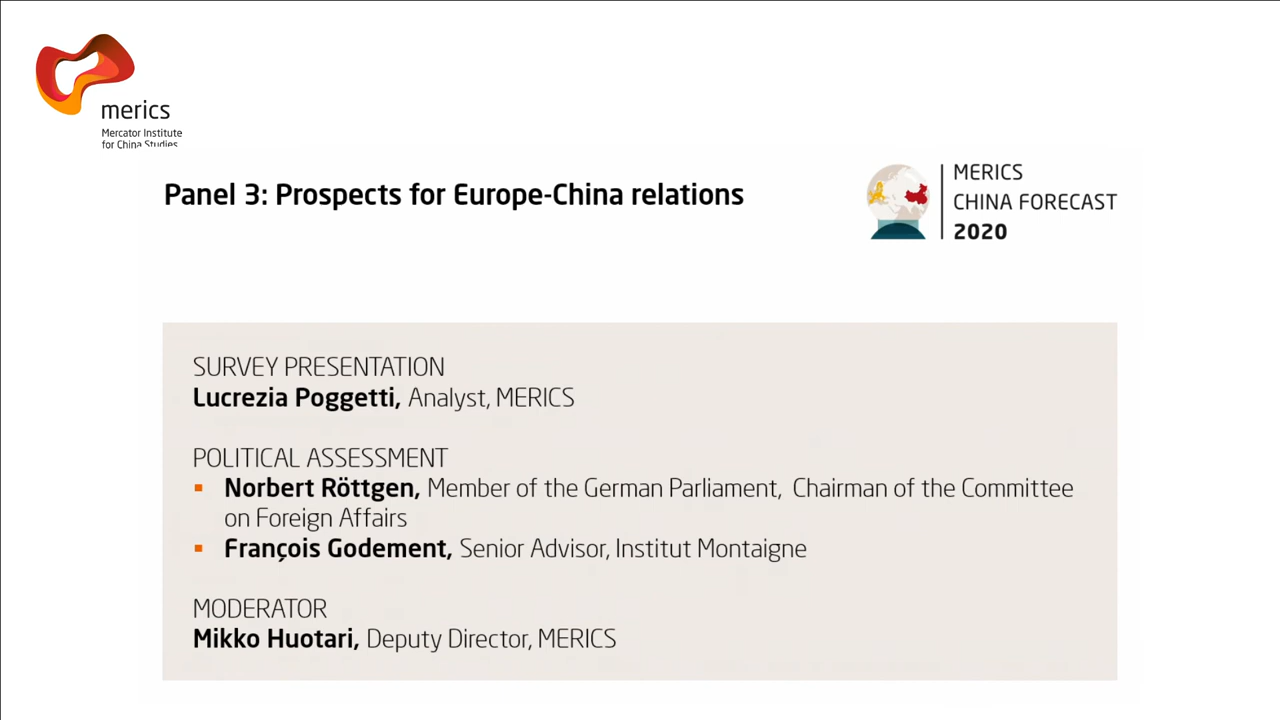 merics
Mercator Institute
for China Studies
Panel 3: Prospects for Europe-China relations
MERICS
CHINA FORECAST
2020
SURVEY PRESENTATION
Lucrezia Poggetti, Analyst, MERICS
POLITICAL ASSESSMENT
▪ Norbert Röttgen, Member of the German Parliament, Chairman of the Committee
on Foreign Affairs
▪ François Godement, Senior Advisor, Institut Montaigne
MODERATOR
Mikko Huotari, Deputy Director, MERICS